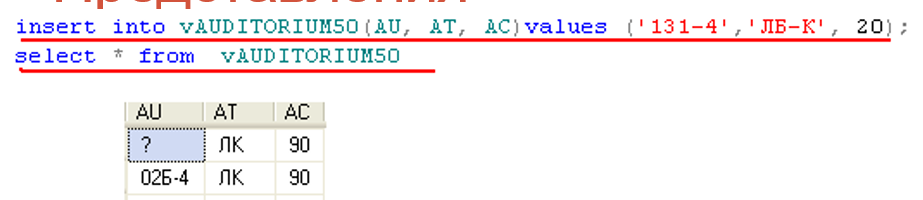 Представления
insert into vAUDITORIUM50(AU, AT, AC)values ('131-4','ЛБ-К', 20);
select * from vAUDITORIUM50
AU AT AC
? ЛК 90
02Б-4 ЛК 90